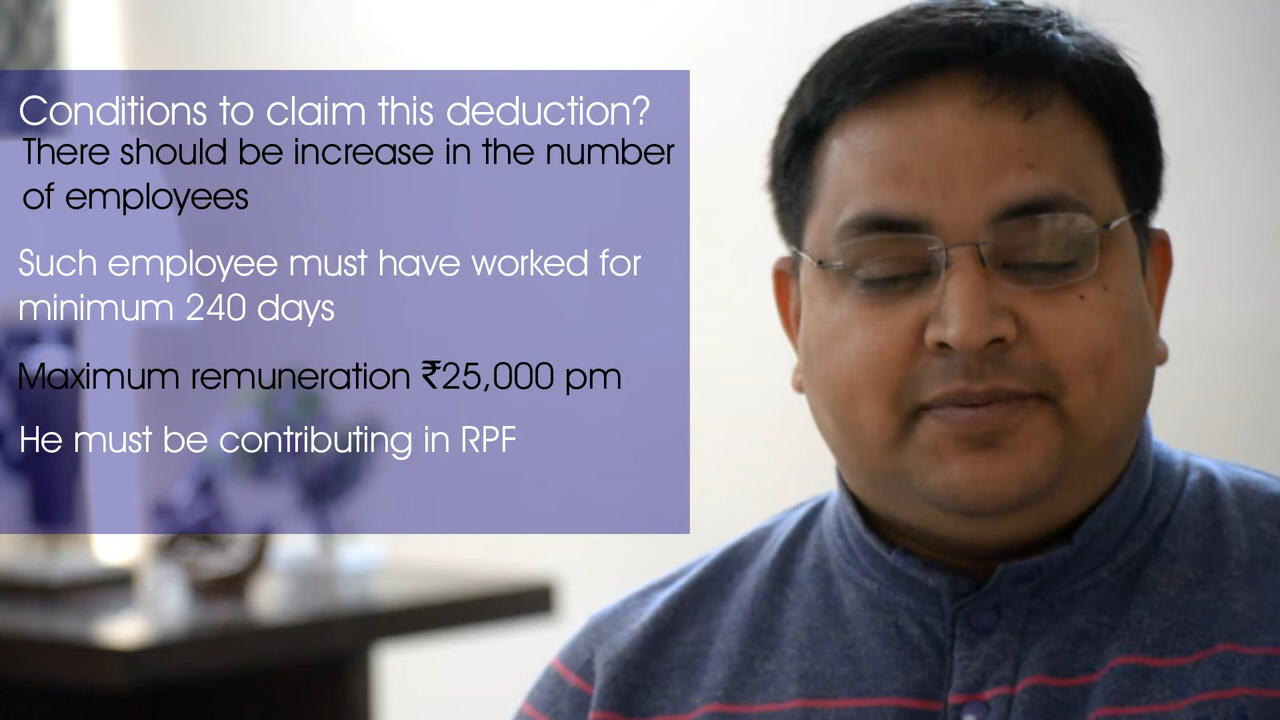 Conditions to claim this deduction?
There should be increase in the number
of employees
Such employee must have worked for
minimum 240 days
Maximum remuneration ₹25,000 pm
He must be contributing in RPF